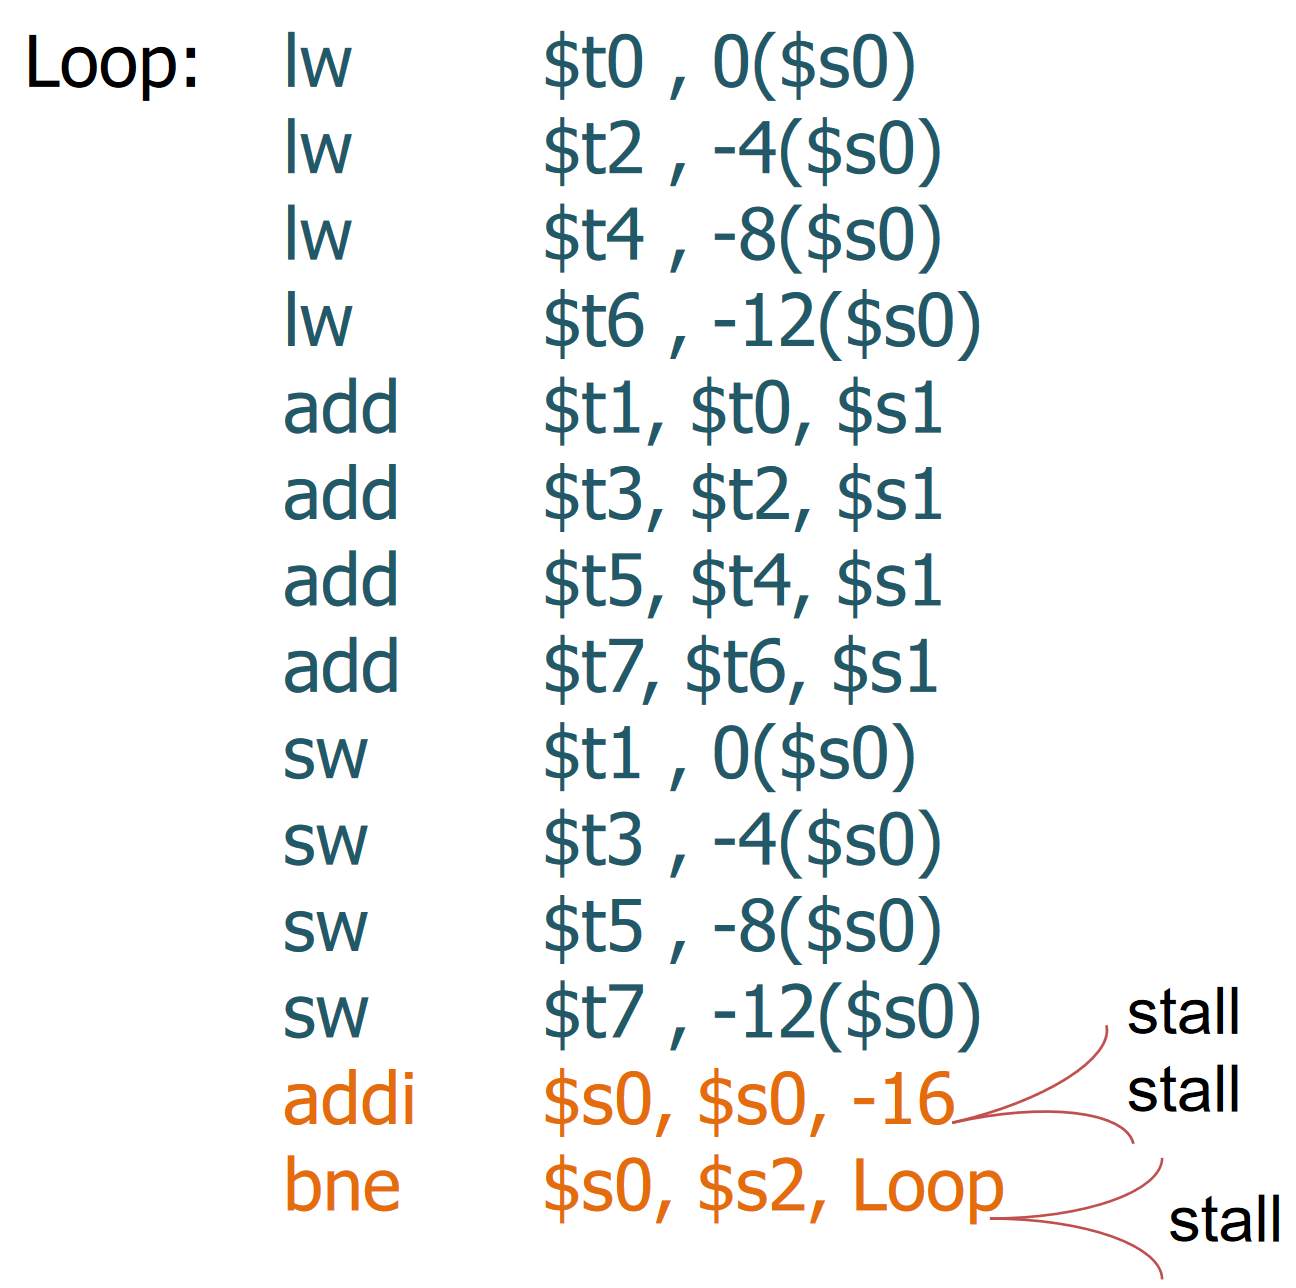 Loop: lw $t0 , 0($s0)
lw $t2 , -4($s0)
lw $t4 , -8($s0)
lw $t6 , -12($s0)
add $t1, $t0, $s1
add $t3, $t2, $s1
add $t5, $t4, $s1
add $t7, $t6, $s1
sw $t1 , 0($s0)
sw $t3 , -4($s0)
sw $t5 , -8($s0)
sw $t7 , -12($s0) stall
addi $s0, $s0, -16 stall
bne $s0, $s2, Loop
stall